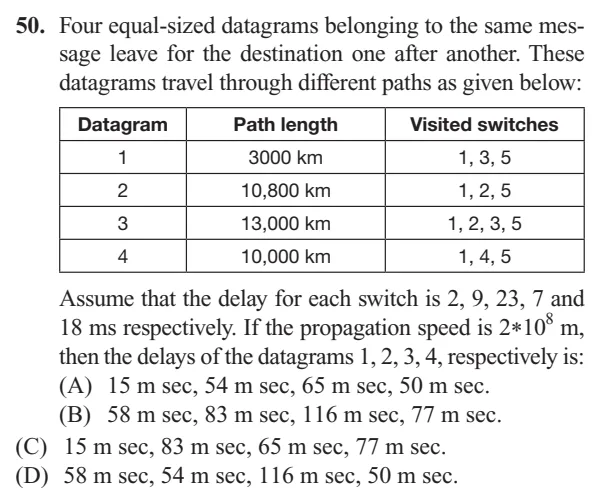 50. Four equal-sized datagrams belonging to the same mes-
sage leave for the destination one after another. These
datagrams travel through different paths as given below:
Datagram Path length Visited switches
1 3000 km 1, 3, 5
2 10,800 km 1, 2, 5
3 13,000 km 1, 2, 3, 5
4 10,000 km 1, 4, 5
Assume that the delay for each switch is 2, 9, 23, 7 and
18 ms respectively. If the propagation speed is 2*10⁸ m,
then the delays of the datagrams 1, 2, 3, 4, respectively is:
(A) 15 m sec, 54 m sec, 65 m sec, 50 m sec.
(B) 58 m sec, 83 m sec, 116 m sec, 77 m sec.
(C) 15 m sec, 83 m sec, 65 m sec, 77 m sec.
(D) 58 m sec, 54 m sec, 116 m sec, 50 m sec.